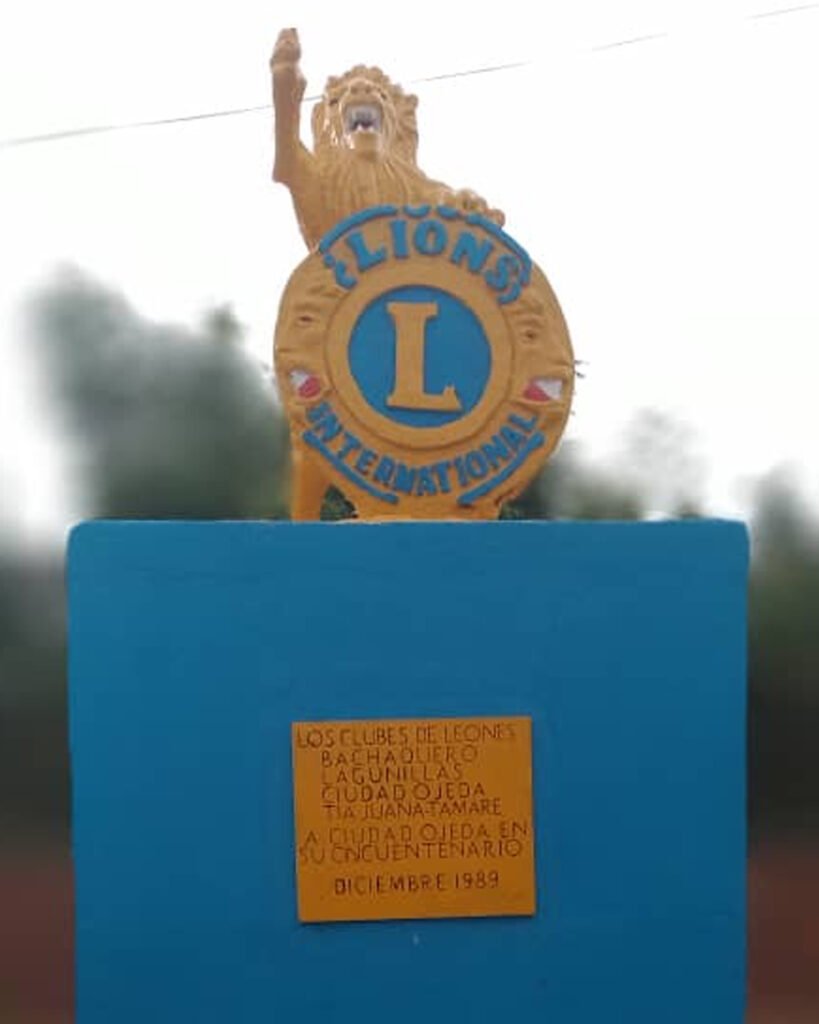 LIONS
L
INTERNATIONAL
LOS CLUBES DE LEONES
BACHAQUERO
LAGUNILLAS
CIUDAD OJEDA
TIA JUANA-TAMARE
A CIUDAD OJEDA EN
SU CNCUENTENARIO
DICIEMBRE 1989